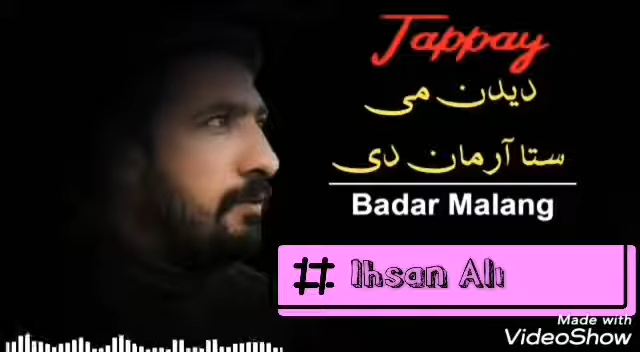 Tappay
دیدن می
ستا آرمان دی
Badar Malang
# Ihsan Ali
Made with
VideoShow